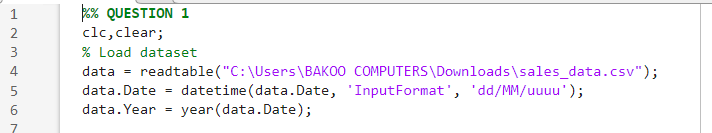 1 %% QUESTION 1
2 clc,clear;
3 % Load dataset
4 data = readtable("C:\Users\BAKOO COMPUTERS\Downloads\sales_data.csv");
5 data.Date = datetime(data.Date, 'InputFormat', 'dd/MM/uuuu');
6 data.Year = year(data.Date);
7